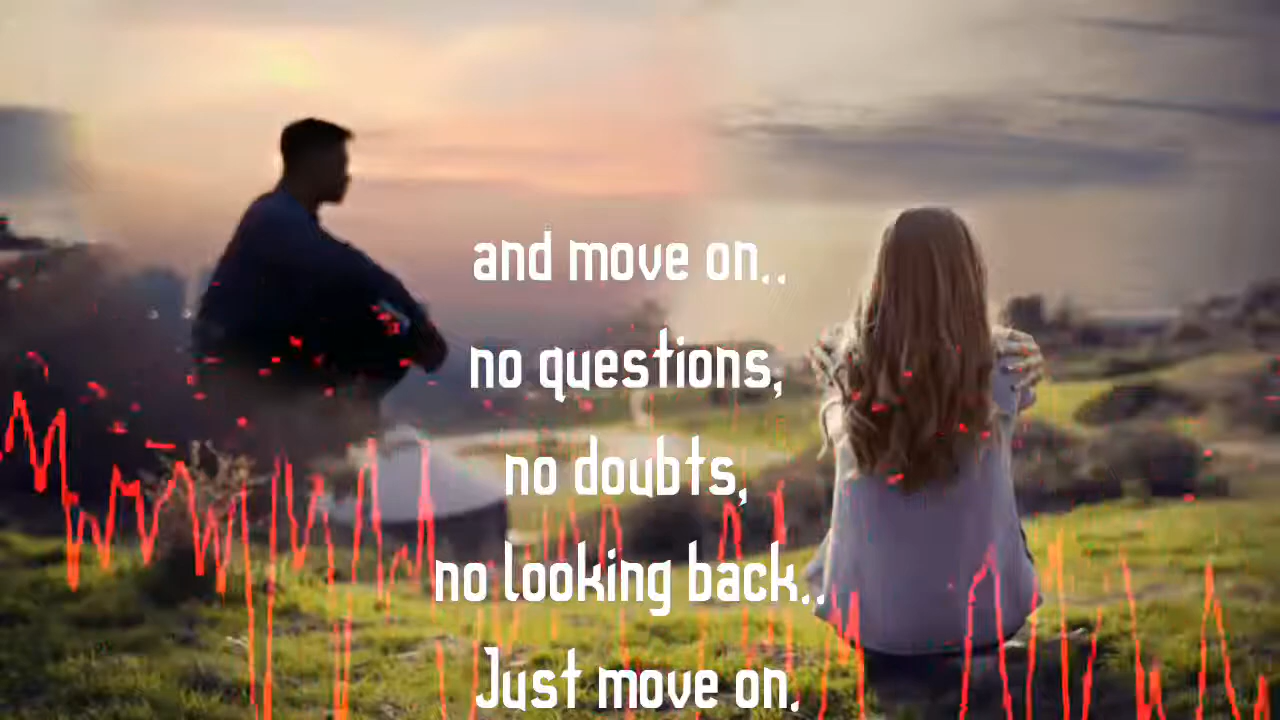 and move on..
no questions,
no doubts,
no looking back..
Just move on.